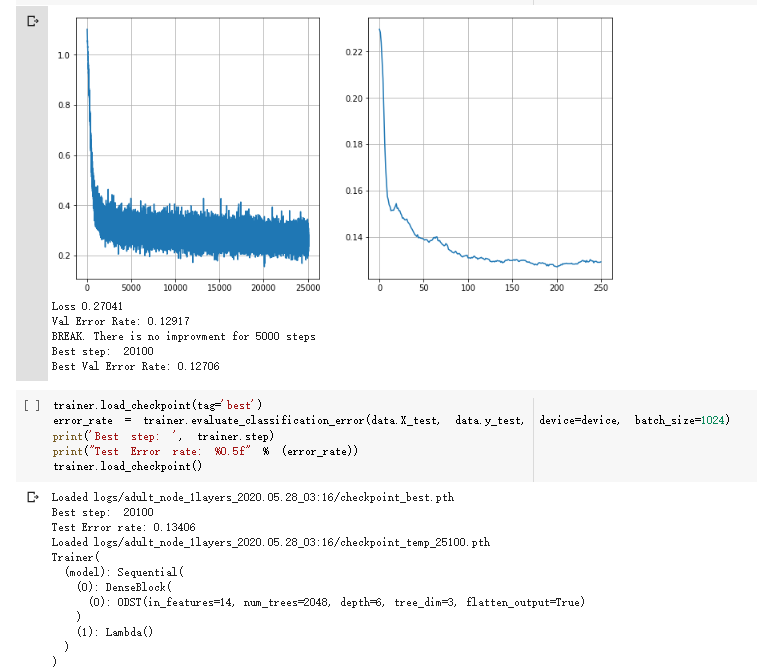 1.0
0.8
0.6
0.4
0.2
0 5000 10000 15000 20000 25000
0.22
0.20
0.18
0.16
0.14
0 50 100 150 200 250
Loss 0.27041
Val Error Rate: 0.12917
BREAK. There is no improvment for 5000 steps
Best step: 20100
Best Val Error Rate: 0.12706
[ ] trainer.load_checkpoint(tag='best')
error_rate = trainer.evaluate_classification_error(data.X_test, data.y_test, device=device, batch_size=1024)
print('Best step: ', trainer.step)
print("Test Error rate: %0.5f" % (error_rate))
trainer.load_checkpoint()
Loaded logs/adult_node_1layers_2020.05.28_03:16/checkpoint_best.pth
Best step: 20100
Test Error rate: 0.13406
Loaded logs/adult_node_1layers_2020.05.28_03:16/checkpoint_temp_25100.pth
Trainer(
(model): Sequential(
(0): DenseBlock(
(0): ODST(in_features=14, num_trees=2048, depth=6, tree_dim=3, flatten_output=True)
)
(1): Lambda()
)
)